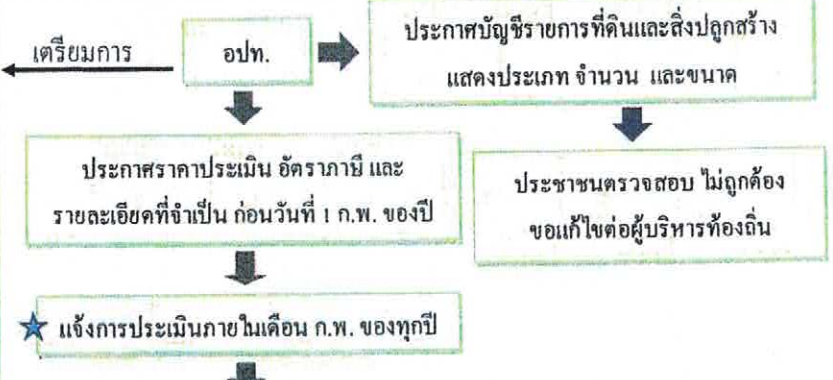 เตรียมการ
อปท.
ประกาศบัญชีรายการที่ดินและสิ่งปลูกสร้าง
แสดงประเภท จำนวน และขนาด
ประกาศราคาประเมิน อัตราภาษี และ
รายละเอียดที่จำเป็น ก่อนวันที่ 1 ก.พ. ของปี
ประชาชนตรวจสอบ ไม่ถูกต้อง
ขอแก้ไขต่อผู้บริหารท้องถิ่น
แจ้งการประเมินภายในเดือน ก.พ. ของทุกปี